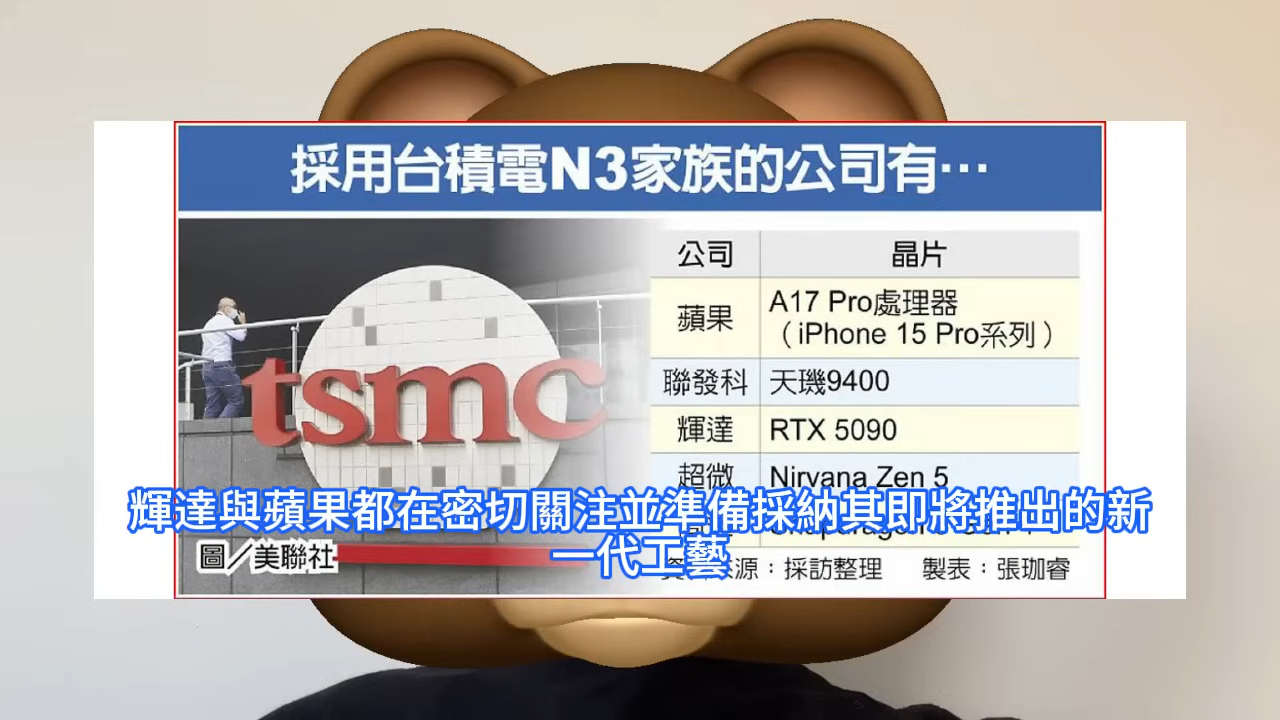 採用台積電N3家族的公司有…
公司 晶片
蘋果 A17 Pro處理器
（iPhone 15 Pro系列）
聯發科 天璣9400
輝達 RTX 5090
超微 Nirvana Zen 5
tsmc
輝達與蘋果都在密切關注並準備採納其即將推出的新
一代工藝
圖／美聯社
來源：採訪整理 製表：張珈睿